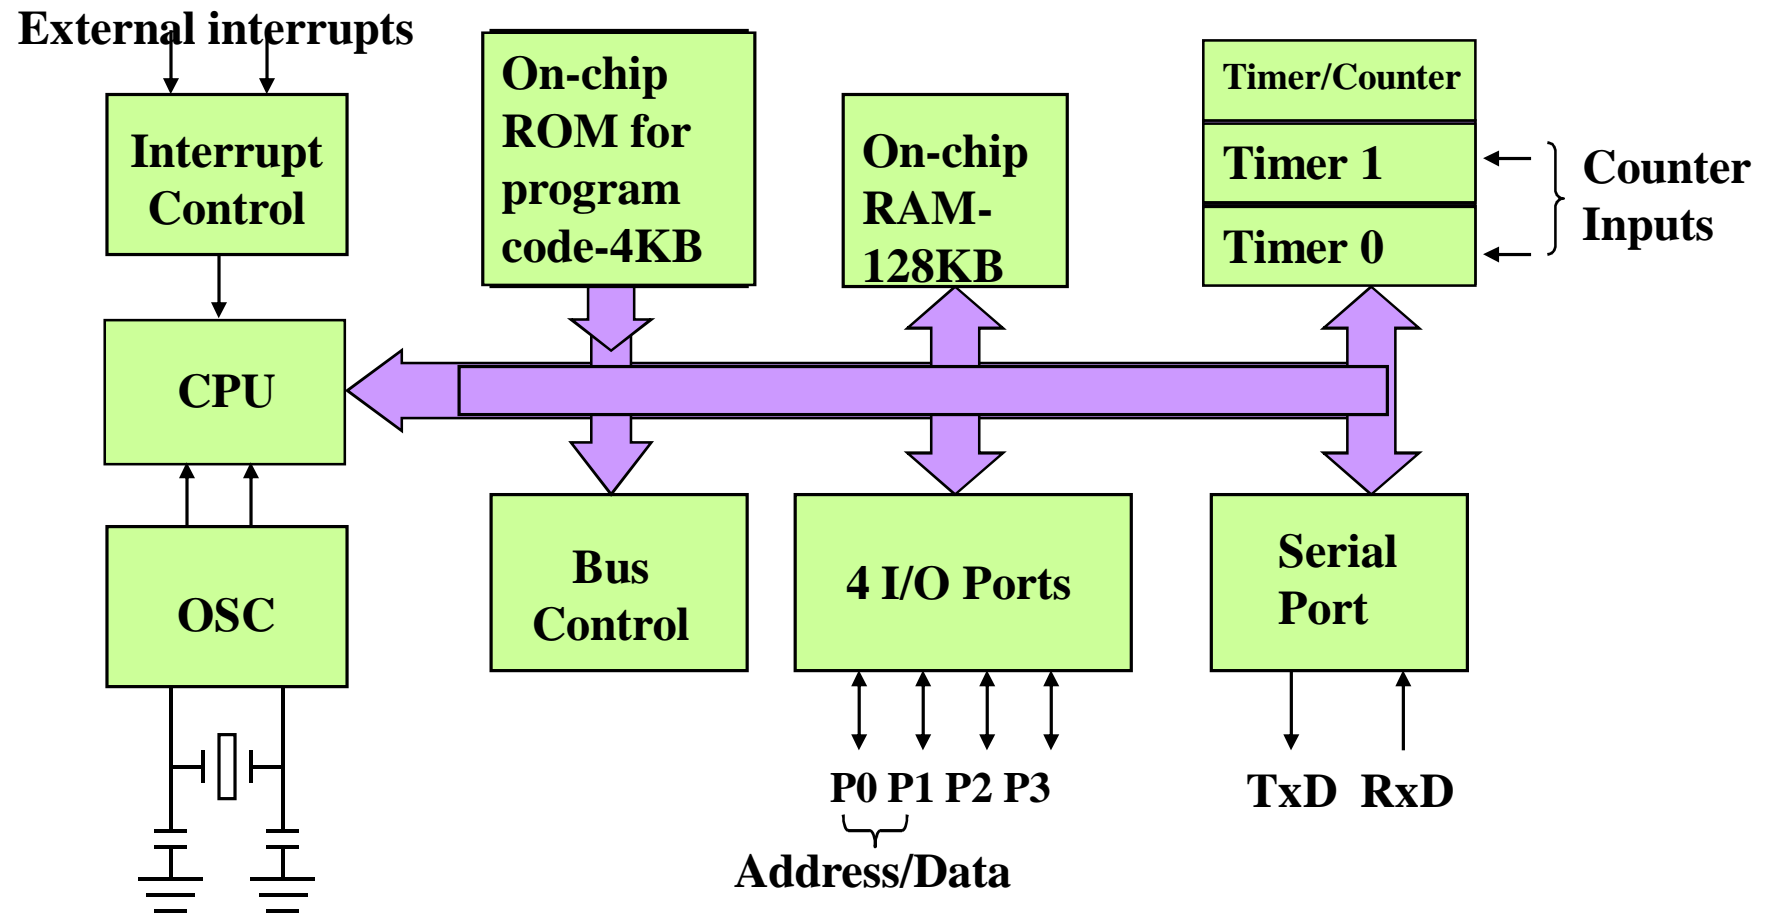 External interrupts
Interrupt
Control
CPU
OSC
On-chip
ROM for
program
code-4KB
On-chip
RAM-
128KB
Timer/Counter
Timer 1
Timer 0
Counter
Inputs
Bus
Control
4 I/O Ports
Serial
Port
P0 P1 P2 P3
Address/Data
TxD RxD